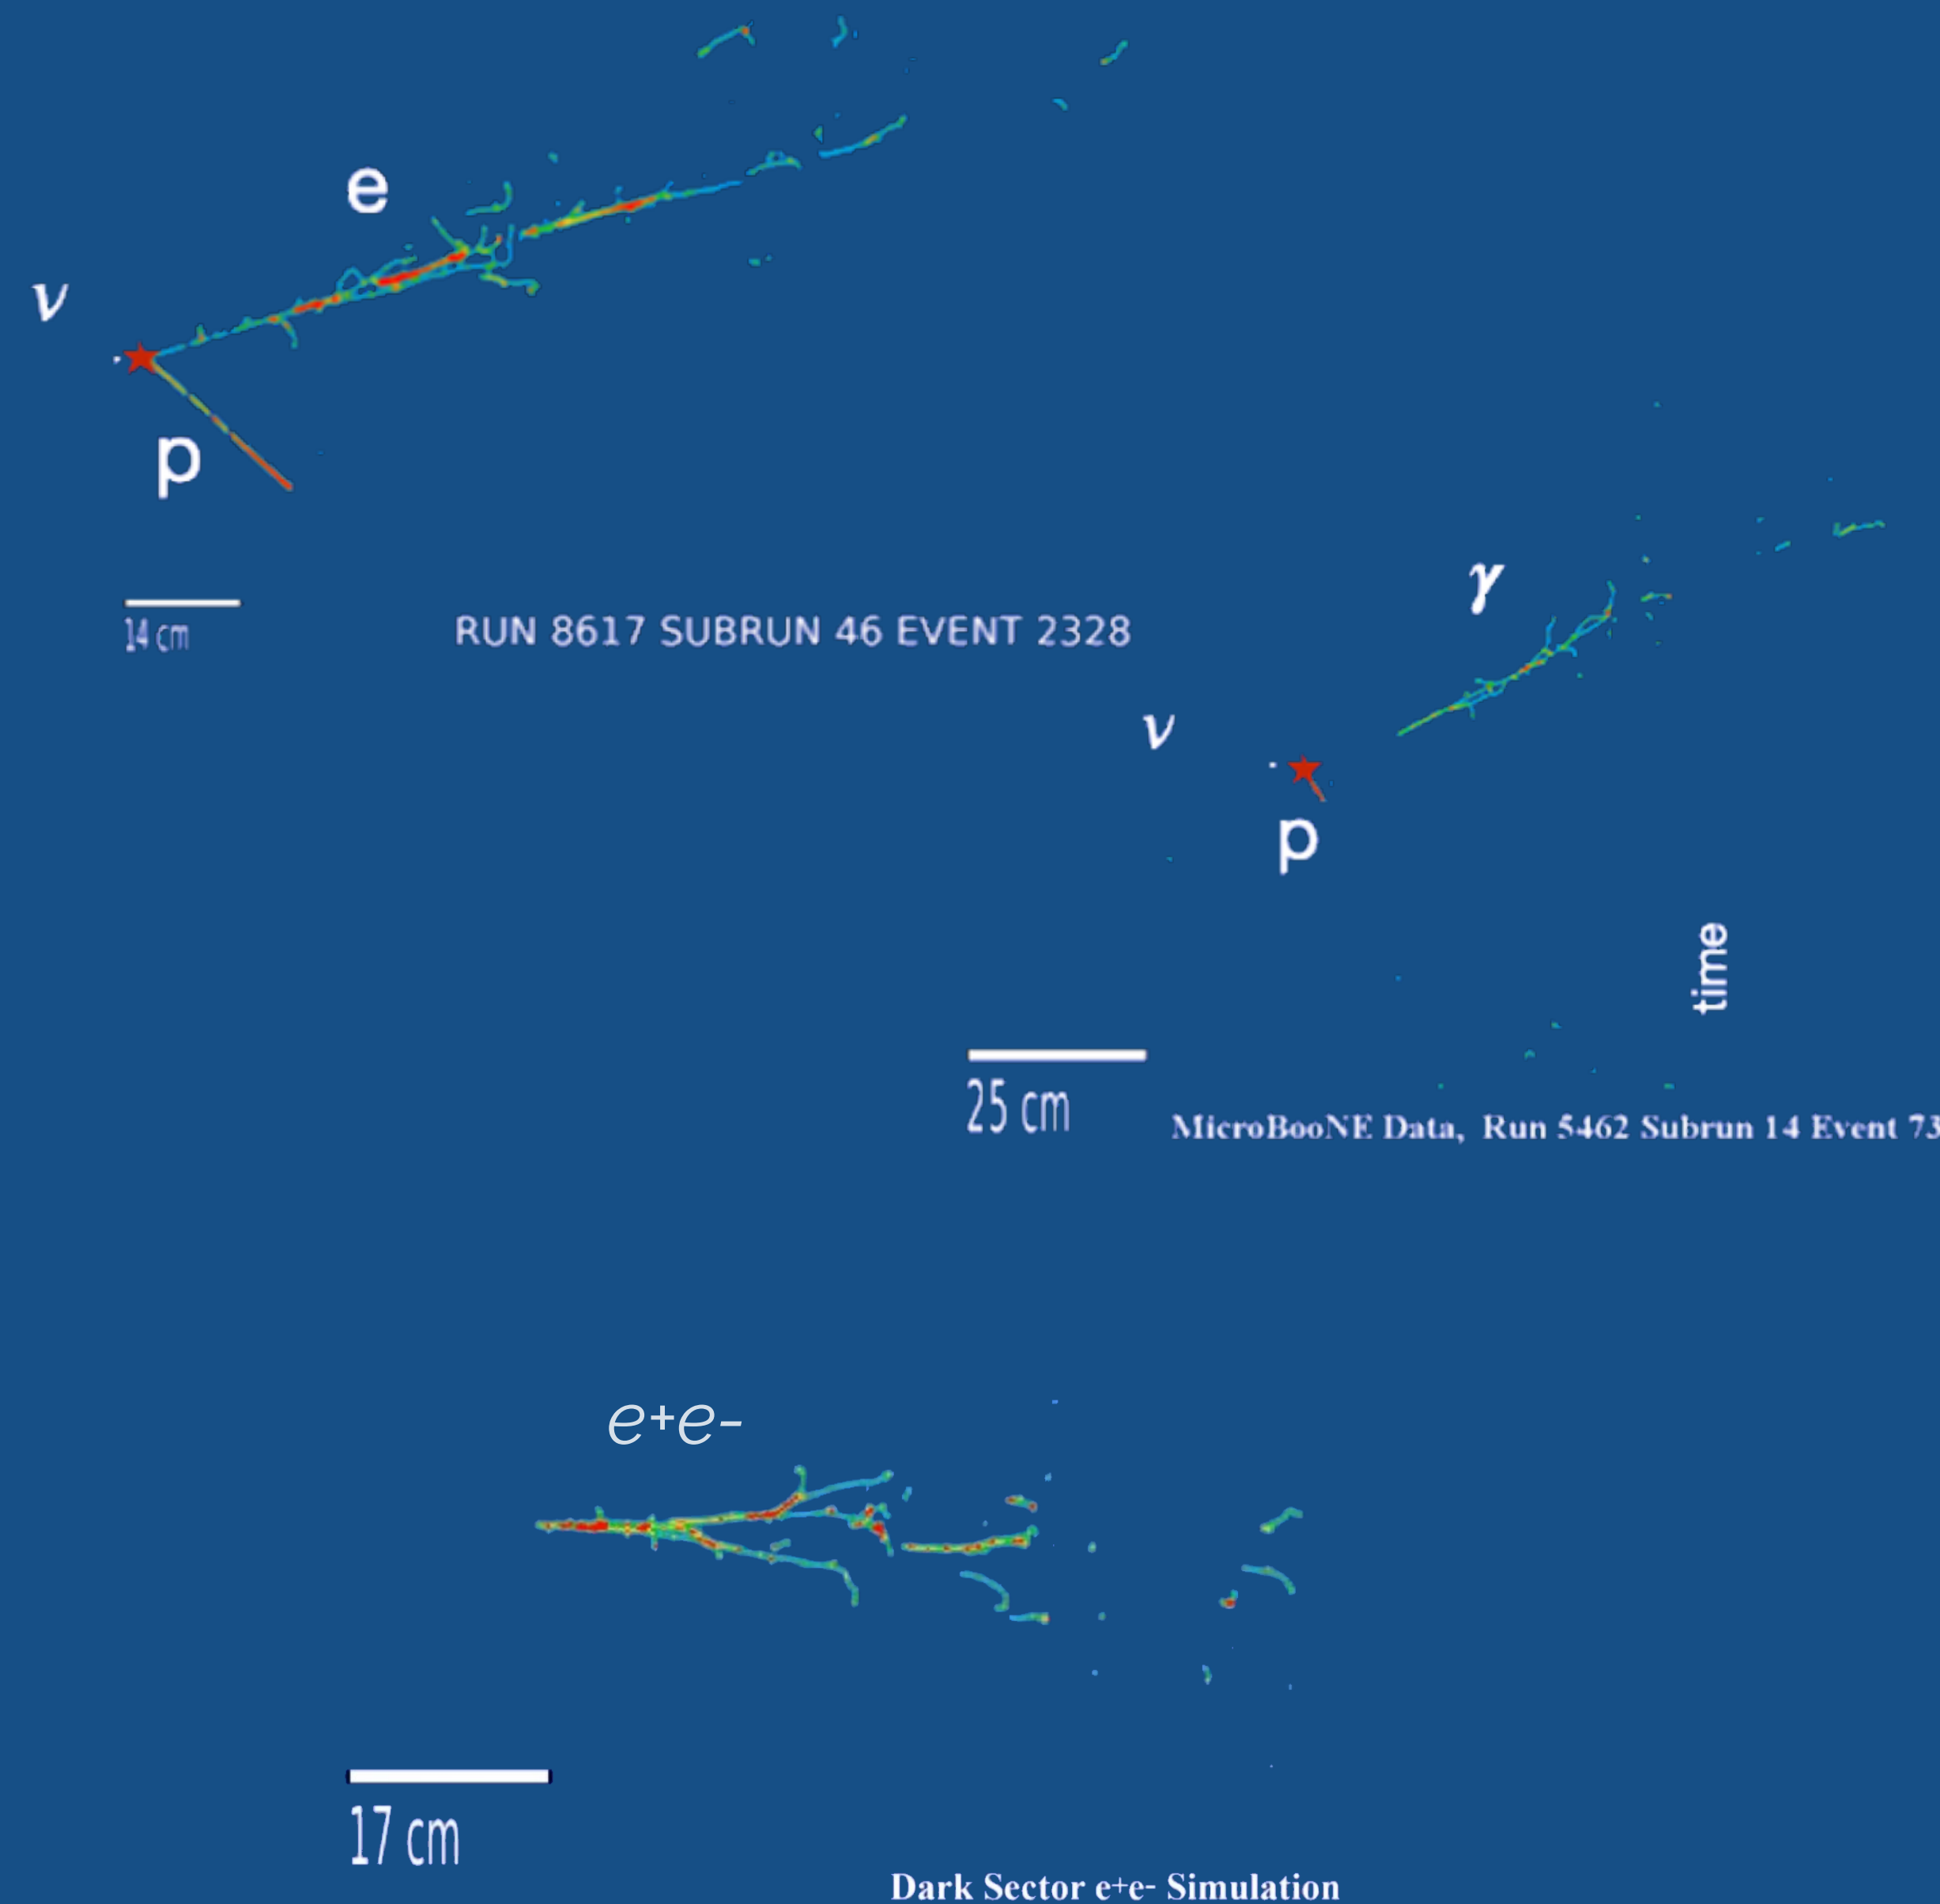 e
ν
p
14 cm
RUN 8617 SUBRUN 46 EVENT 2328
γ
ν
p
time
25 cm
MicroBooNE Data, Run 5462 Subrun 14 Event 73
e+e-
17 cm
Dark Sector e+e- Simulation